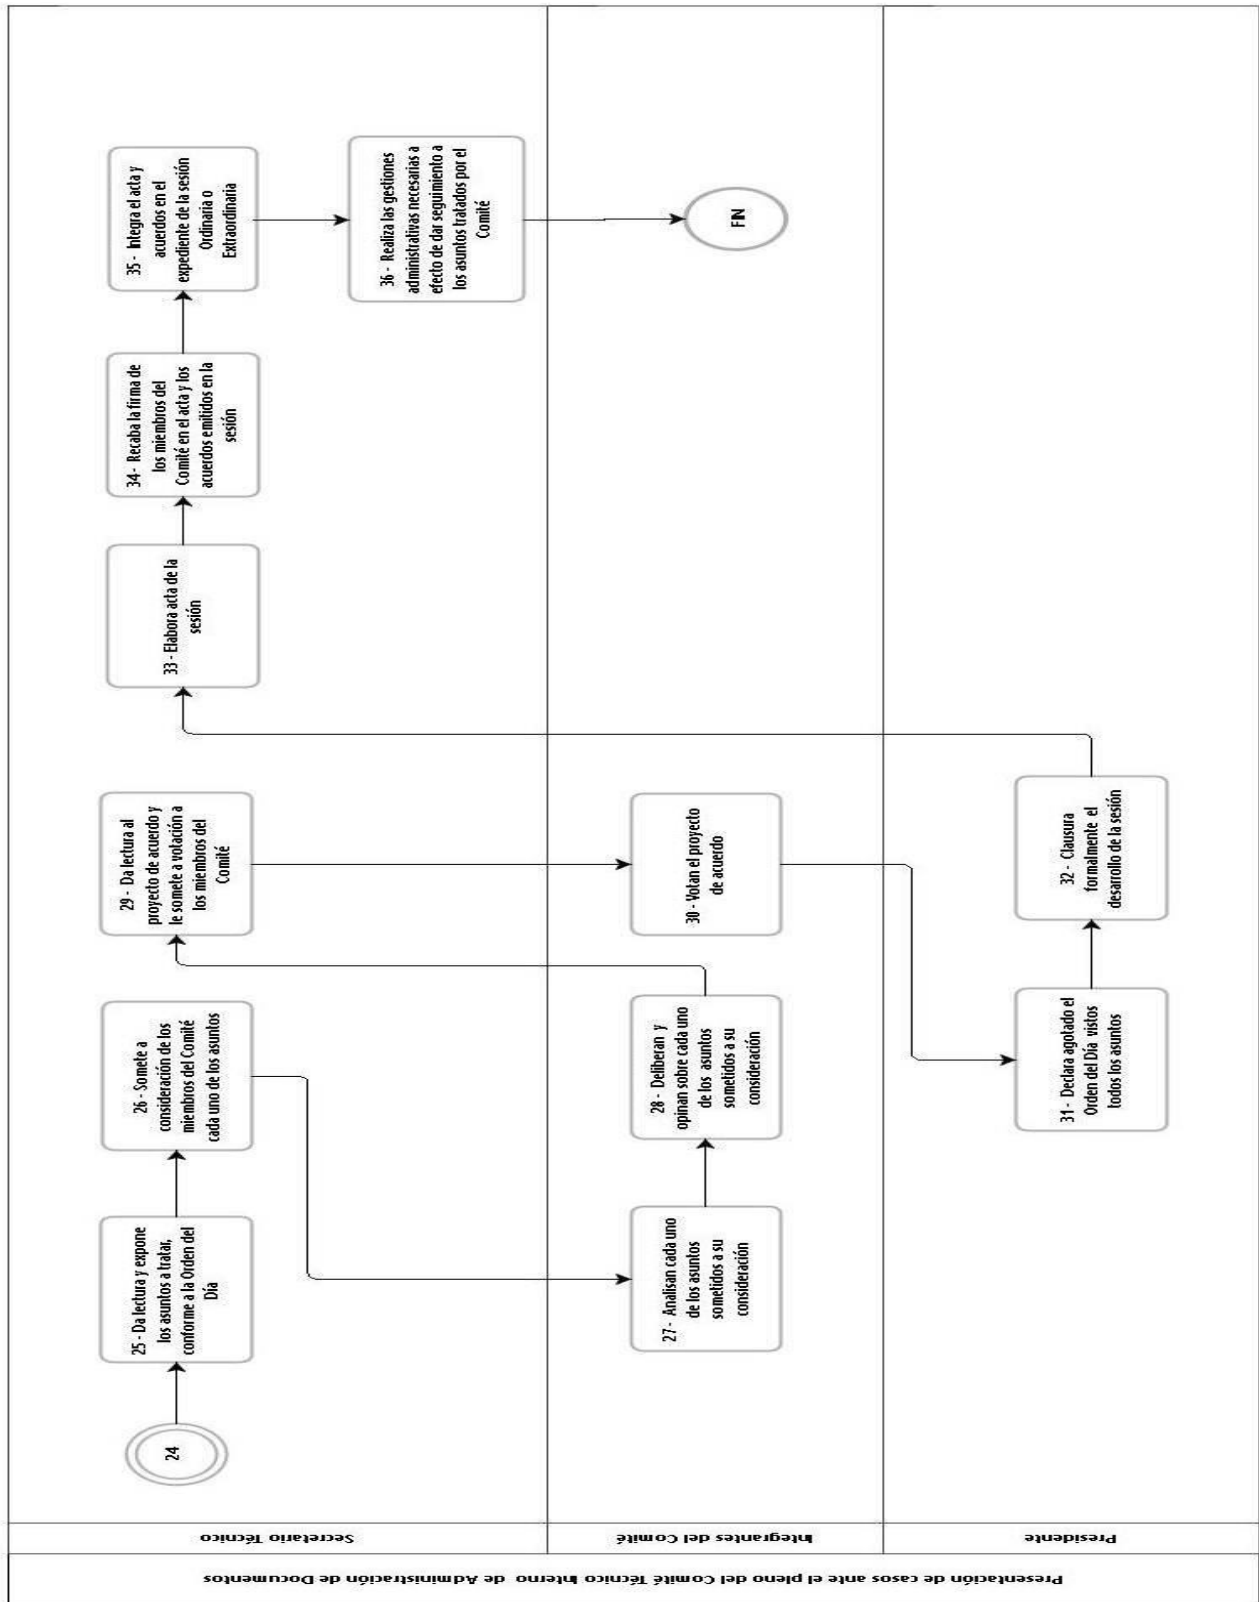 Presentación de casos ante el pleno del Comité Técnico Interno de Administración de Documentos
Secretario Técnico
24
25 - Da lectura y expone
los asuntos a tratar,
conforme a la Orden del
Día
26 - Somete a
consideración de los
miembros del Comité
cada uno de los asuntos
29 - Da lectura al
proyecto de acuerdo y
le somete a votación a
los miembros del
Comité
33 - Elabora acta de la
sesión
34 - Recaba la firma de
los miembros del
Comité en el acta y los
acuerdos emitidos en la
sesión
35 - Integra el acta y
acuerdos en el
expediente de la sesión
Ordinaria o
Extraordinaria
36 - Realiza las gestiones
administrativas necesarias a
efecto de dar seguimiento a
los asuntos tratados por el
Comité
Integrantes del Comité
27 - Analisan cada uno
de los asuntos
sometidos a su
consideración
28 - Deliberan y
opinan sobre cada uno
de los asuntos
sometidos a su
consideración
30 - Votan el proyecto
de acuerdo
FIN
Presidente
31 - Declara agotado el
Orden del Día vistos
todos los asuntos
32 - Clausura
formalmente el
desarrollo de la sesión